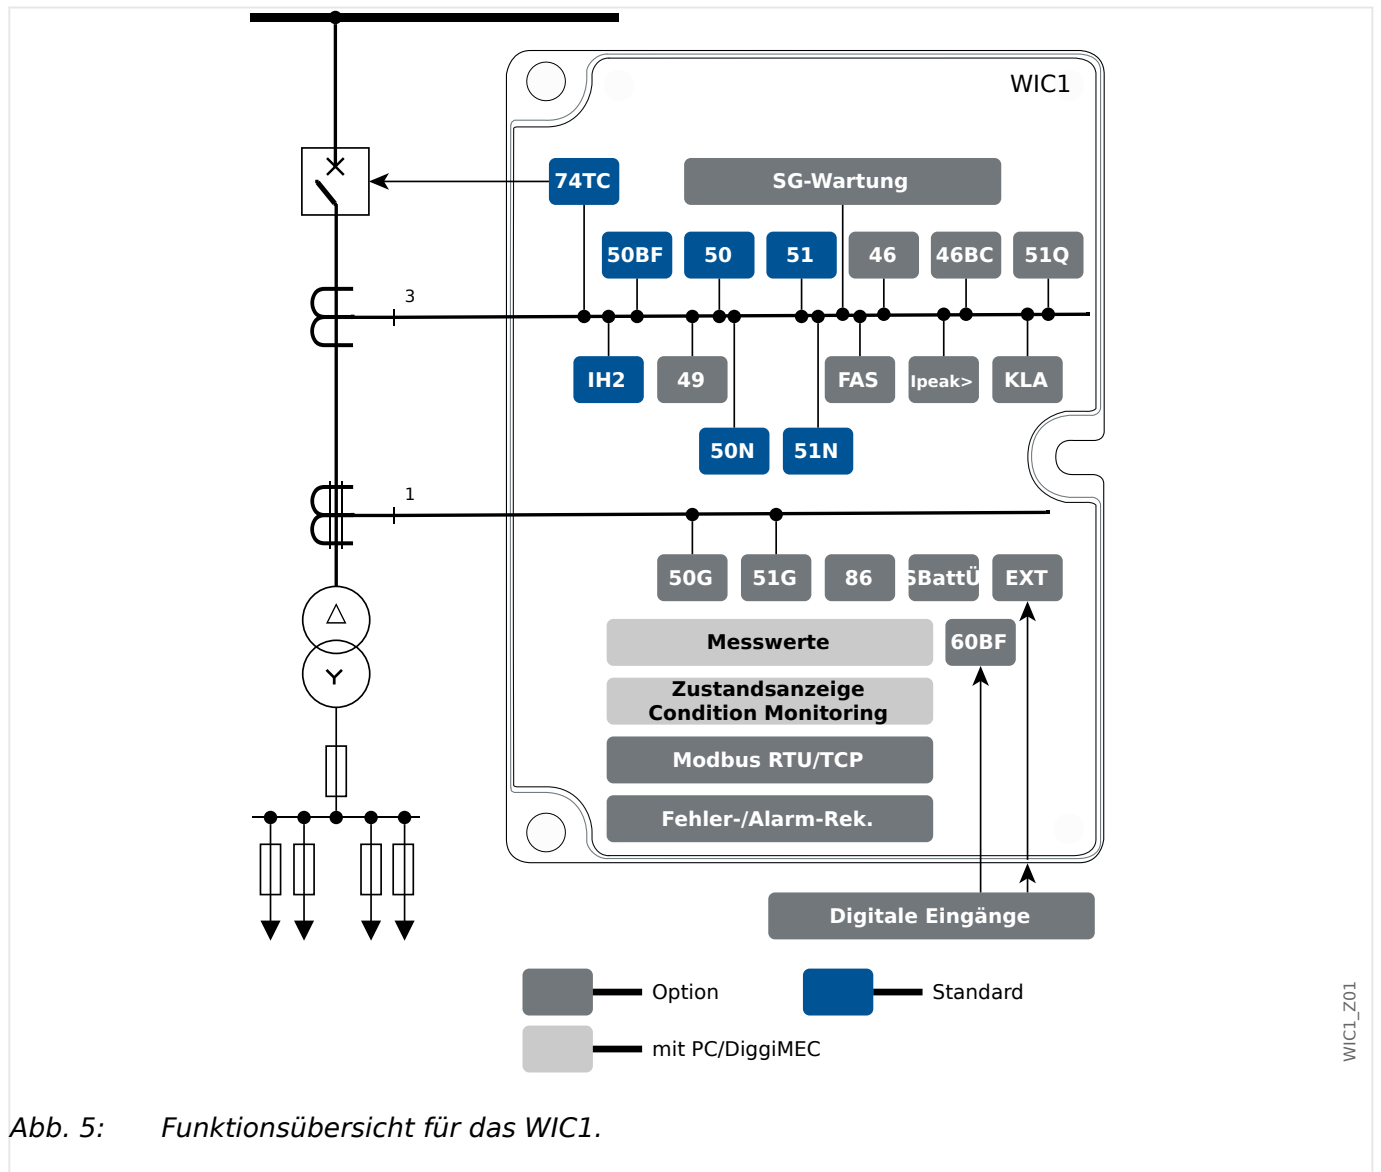 WIC1
74TC
SG-Wartung
50BF
50
51
46
46BC
51Q
3
IH2
49
FAS
Ipeak>
KLA
50N
51N
1
50G
51G
86
SBattÜ
EXT
Messwerte
60BF
Zustandsanzeige
Condition Monitoring
Modbus RTU/TCP
Fehler-/Alarm-Rek.
Digitale Eingänge
Option
Standard
mit PC/DiggiMEC
WIC1_Z01
Abb. 5: Funktionsübersicht für das WIC1.